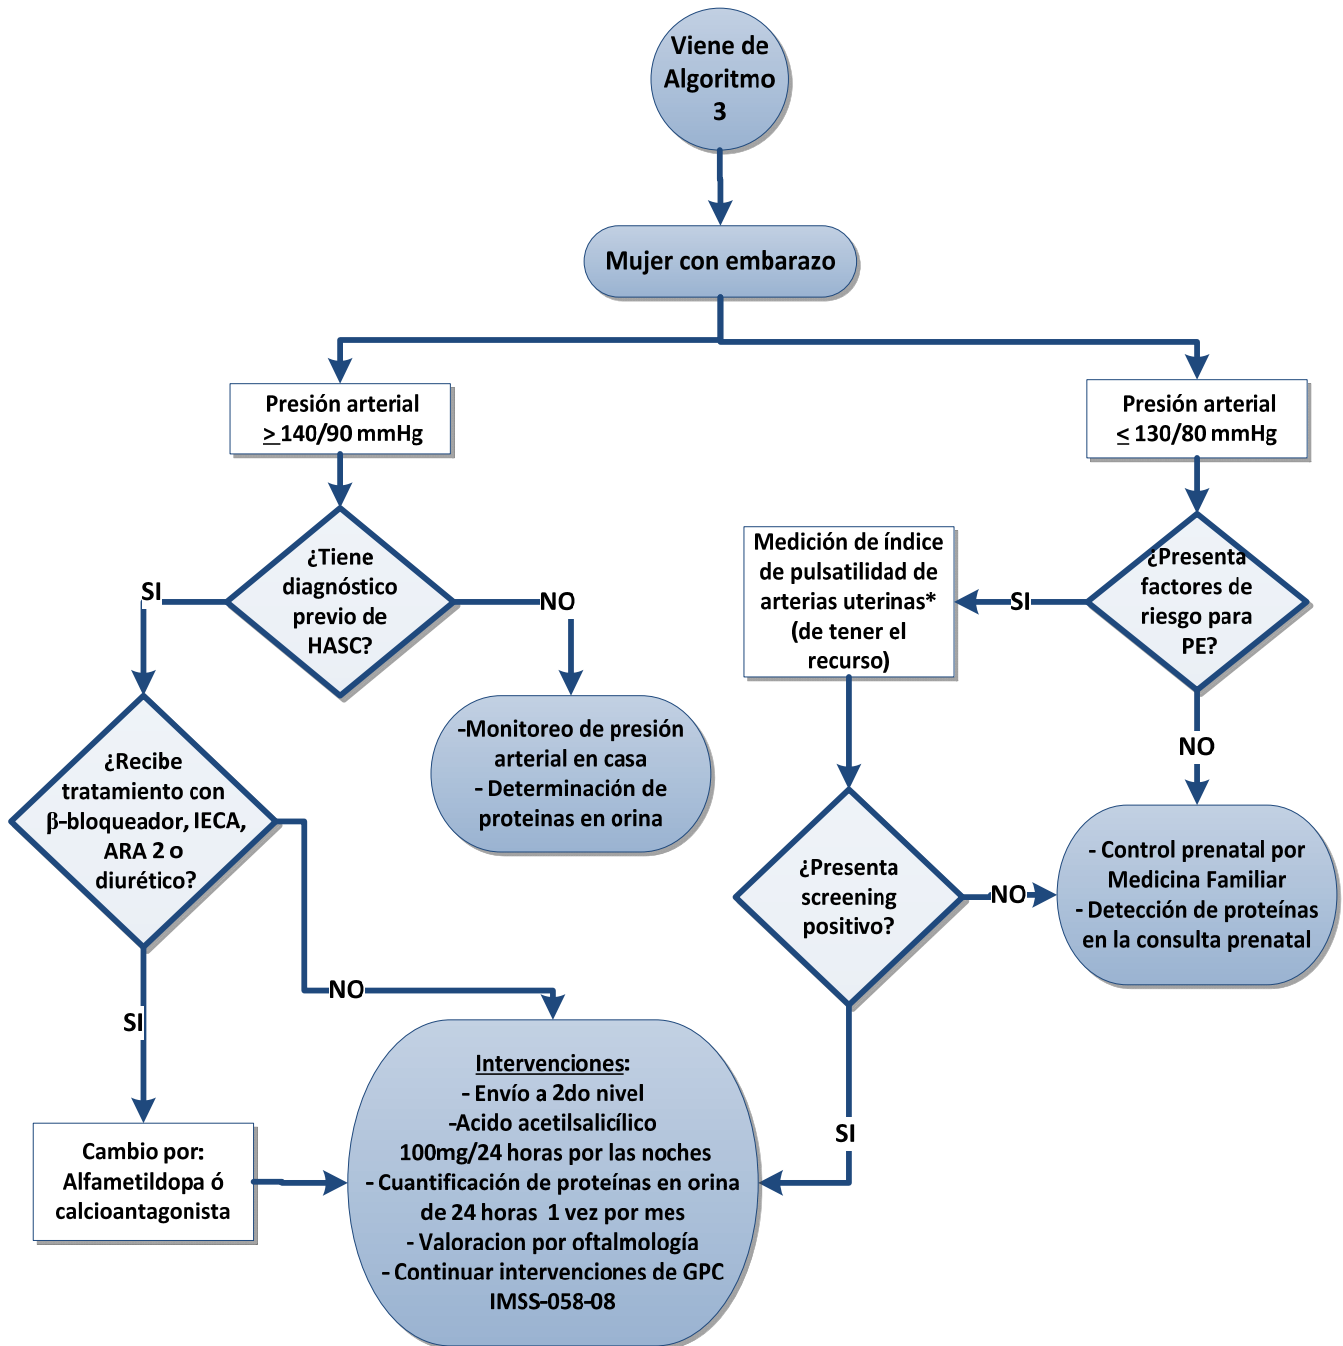 Viene de
Algoritmo
3
Mujer con embarazo
Presión arterial
> 140/90 mmHg
Presión arterial
< 130/80 mmHg
¿Tiene
diagnóstico
previo de
HASC?
SI
NO
Medición de índice
de pulsatilidad de
arterias uterinas*
(de tener el
recurso)
SI
¿Presenta
factores de
riesgo para
PE?
NO
-Monitoreo de presión
arterial en casa
- Determinación de
proteinas en orina
¿Recibe
tratamiento con
β-bloqueador, IECA,
ARA 2 o
diurético?
¿Presenta
screening
positivo?
NO
- Control prenatal por
Medicina Familiar
- Detección de proteínas
en la consulta prenatal
NO
SI
SI
Cambio por:
Alfametildopa ó
calcioantagonista
Intervenciones:
- Envío a 2do nivel
-Acido acetilsalicílico
100mg/24 horas por las noches
- Cuantificación de proteínas en orina
de 24 horas 1 vez por mes
- Valoracion por oftalmología
- Continuar intervenciones de GPC
IMSS-058-08